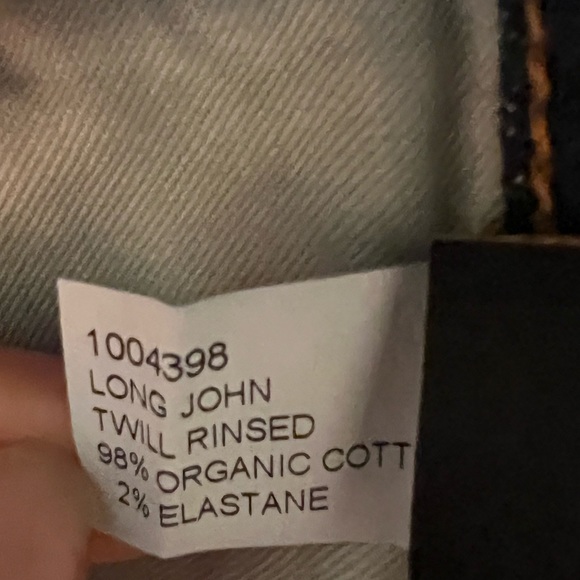 1004398
LONG JOHN
TWILL RINSED
98% ORGANIC COTT
2% ELASTANE